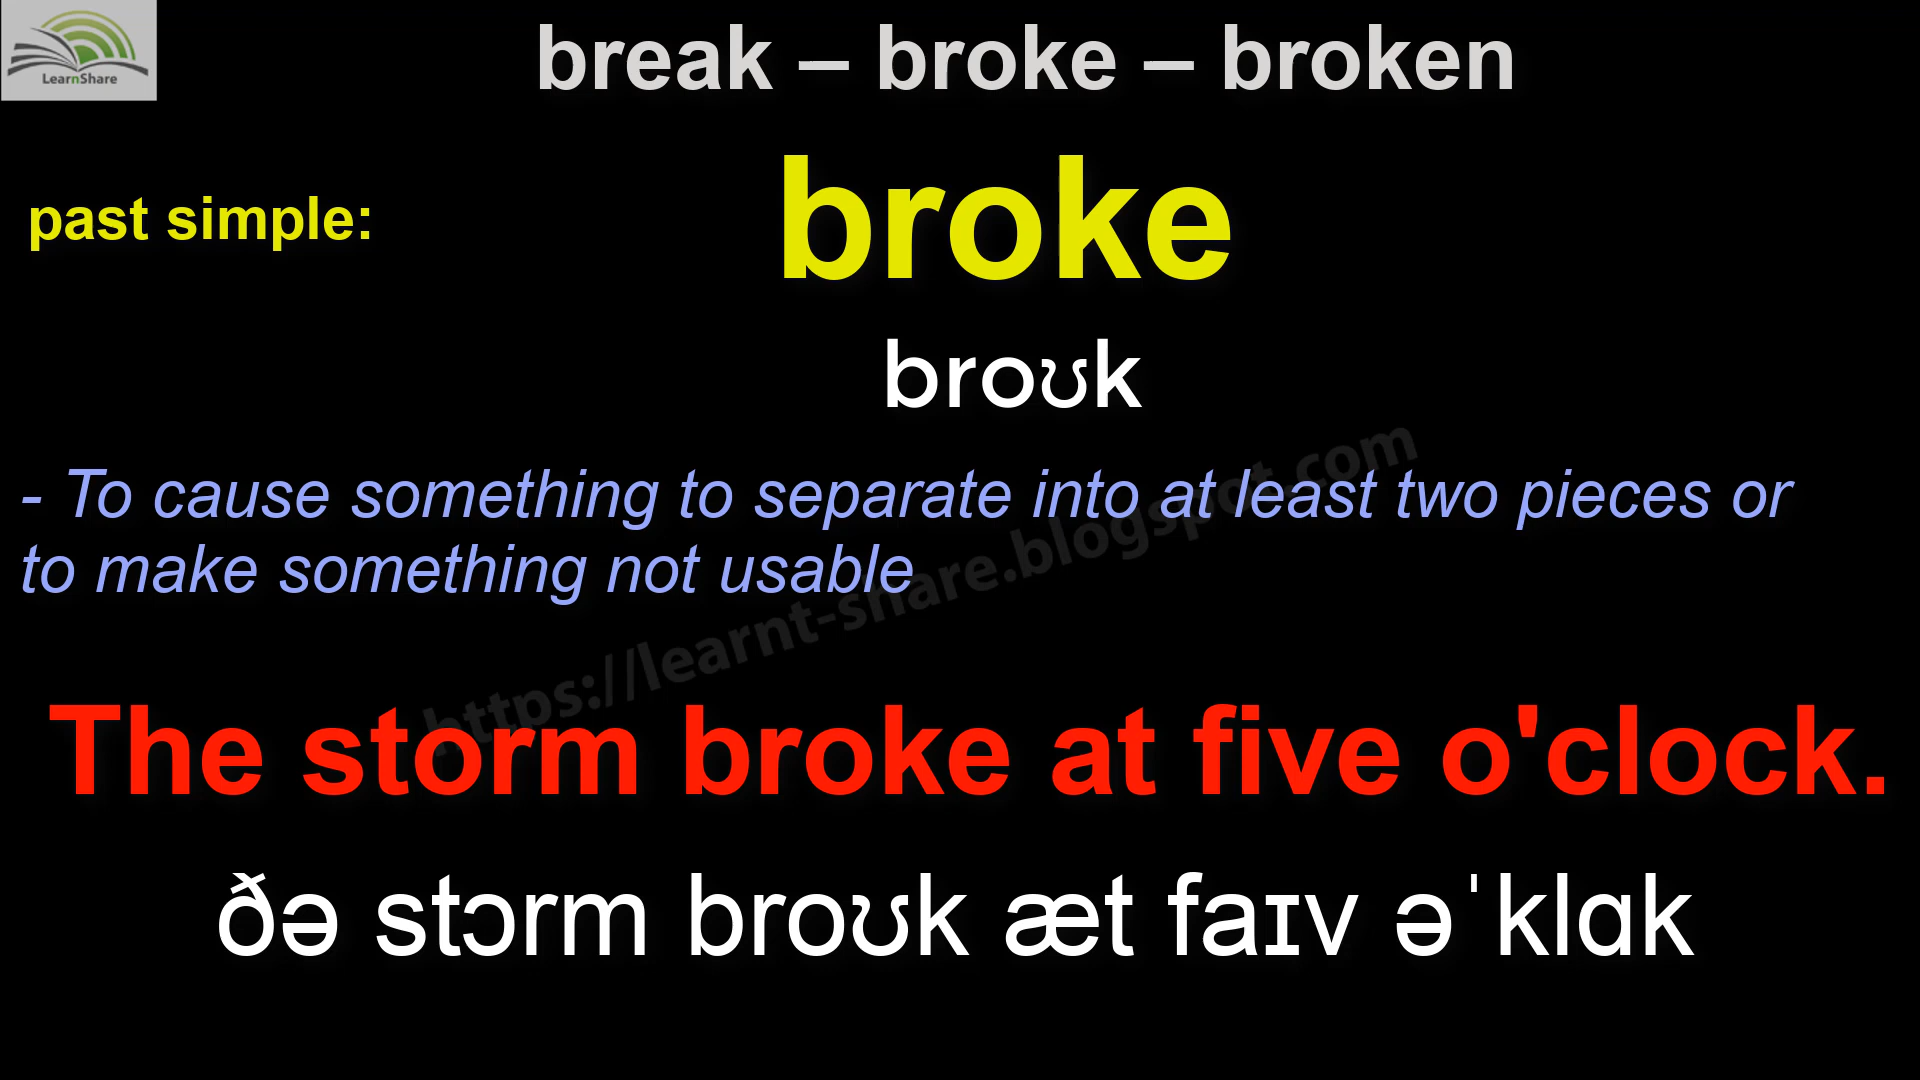 LearnShare
break – broke – broken
past simple:
broke
broʊk
- To cause something to separate into at least two pieces or
to make something not usable
https://learnt-share.blogspot.com
The storm broke at five o'clock.
ðə stɔrm broʊk æt faɪv əˈklɑk